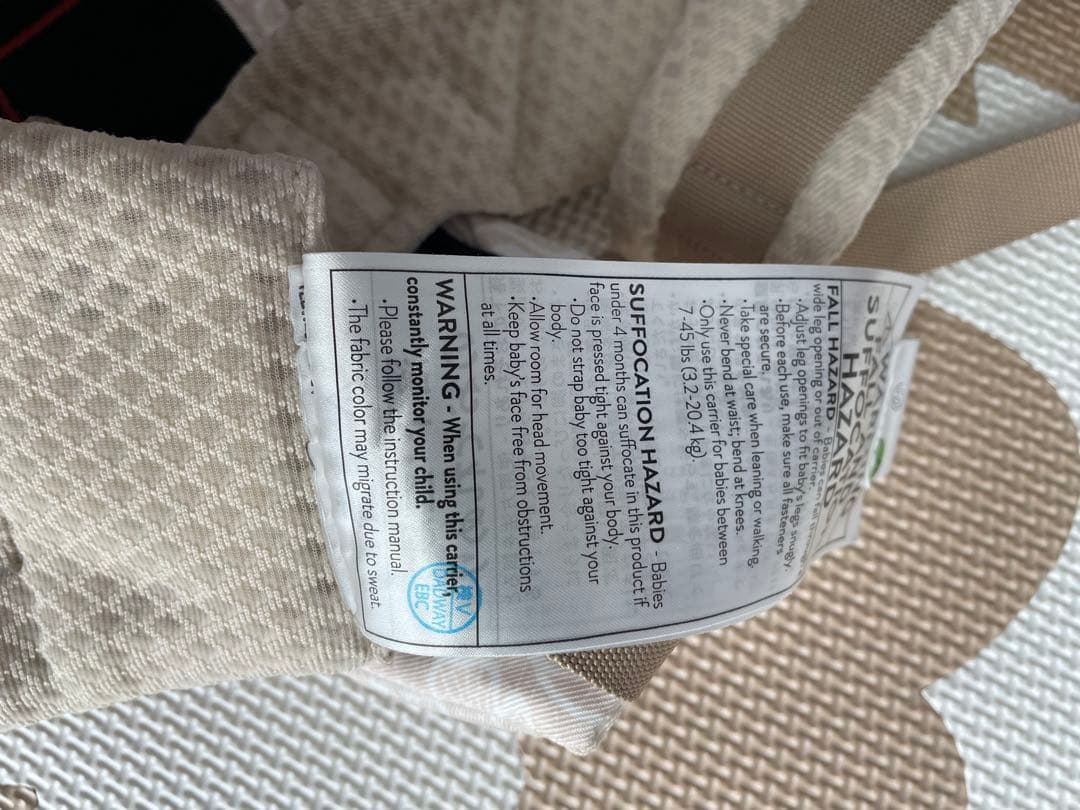 FALL HAZARD - Babies can fall
wide leg opening or out of carrier.
•Adjust leg openings to fit baby's legs snugly.
•Before each use, make sure all fasteners
are secure.
•Take special care when leaning or walking.
•Never bend at waist; bend at knees.
•Only use this carrier for babies between
7-45 lbs (3.2-20.4 kg).
SUFFOCATION HAZARD - Babies
under 4 months can suffocate in this product if
face is pressed tight against your body.
•Do not strap baby too tight against your
body.
•Allow room for head movement.
•Keep baby's face free from obstructions
at all times.
WARNING - When using this carrier,
constantly monitor your child.
•Please follow the instruction manual.
•The fabric color may migrate due to sweat.
DADWAY
EBC